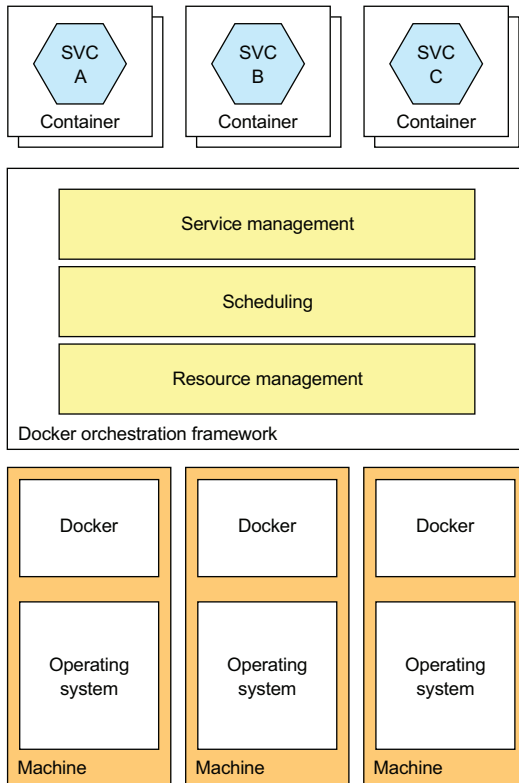 SVC
A
Container
SVC
B
Container
SVC
C
Container
Service management
Scheduling
Resource management
Docker orchestration framework
Docker
Docker
Docker
Operating
system
Operating
system
Operating
system
Machine
Machine
Machine